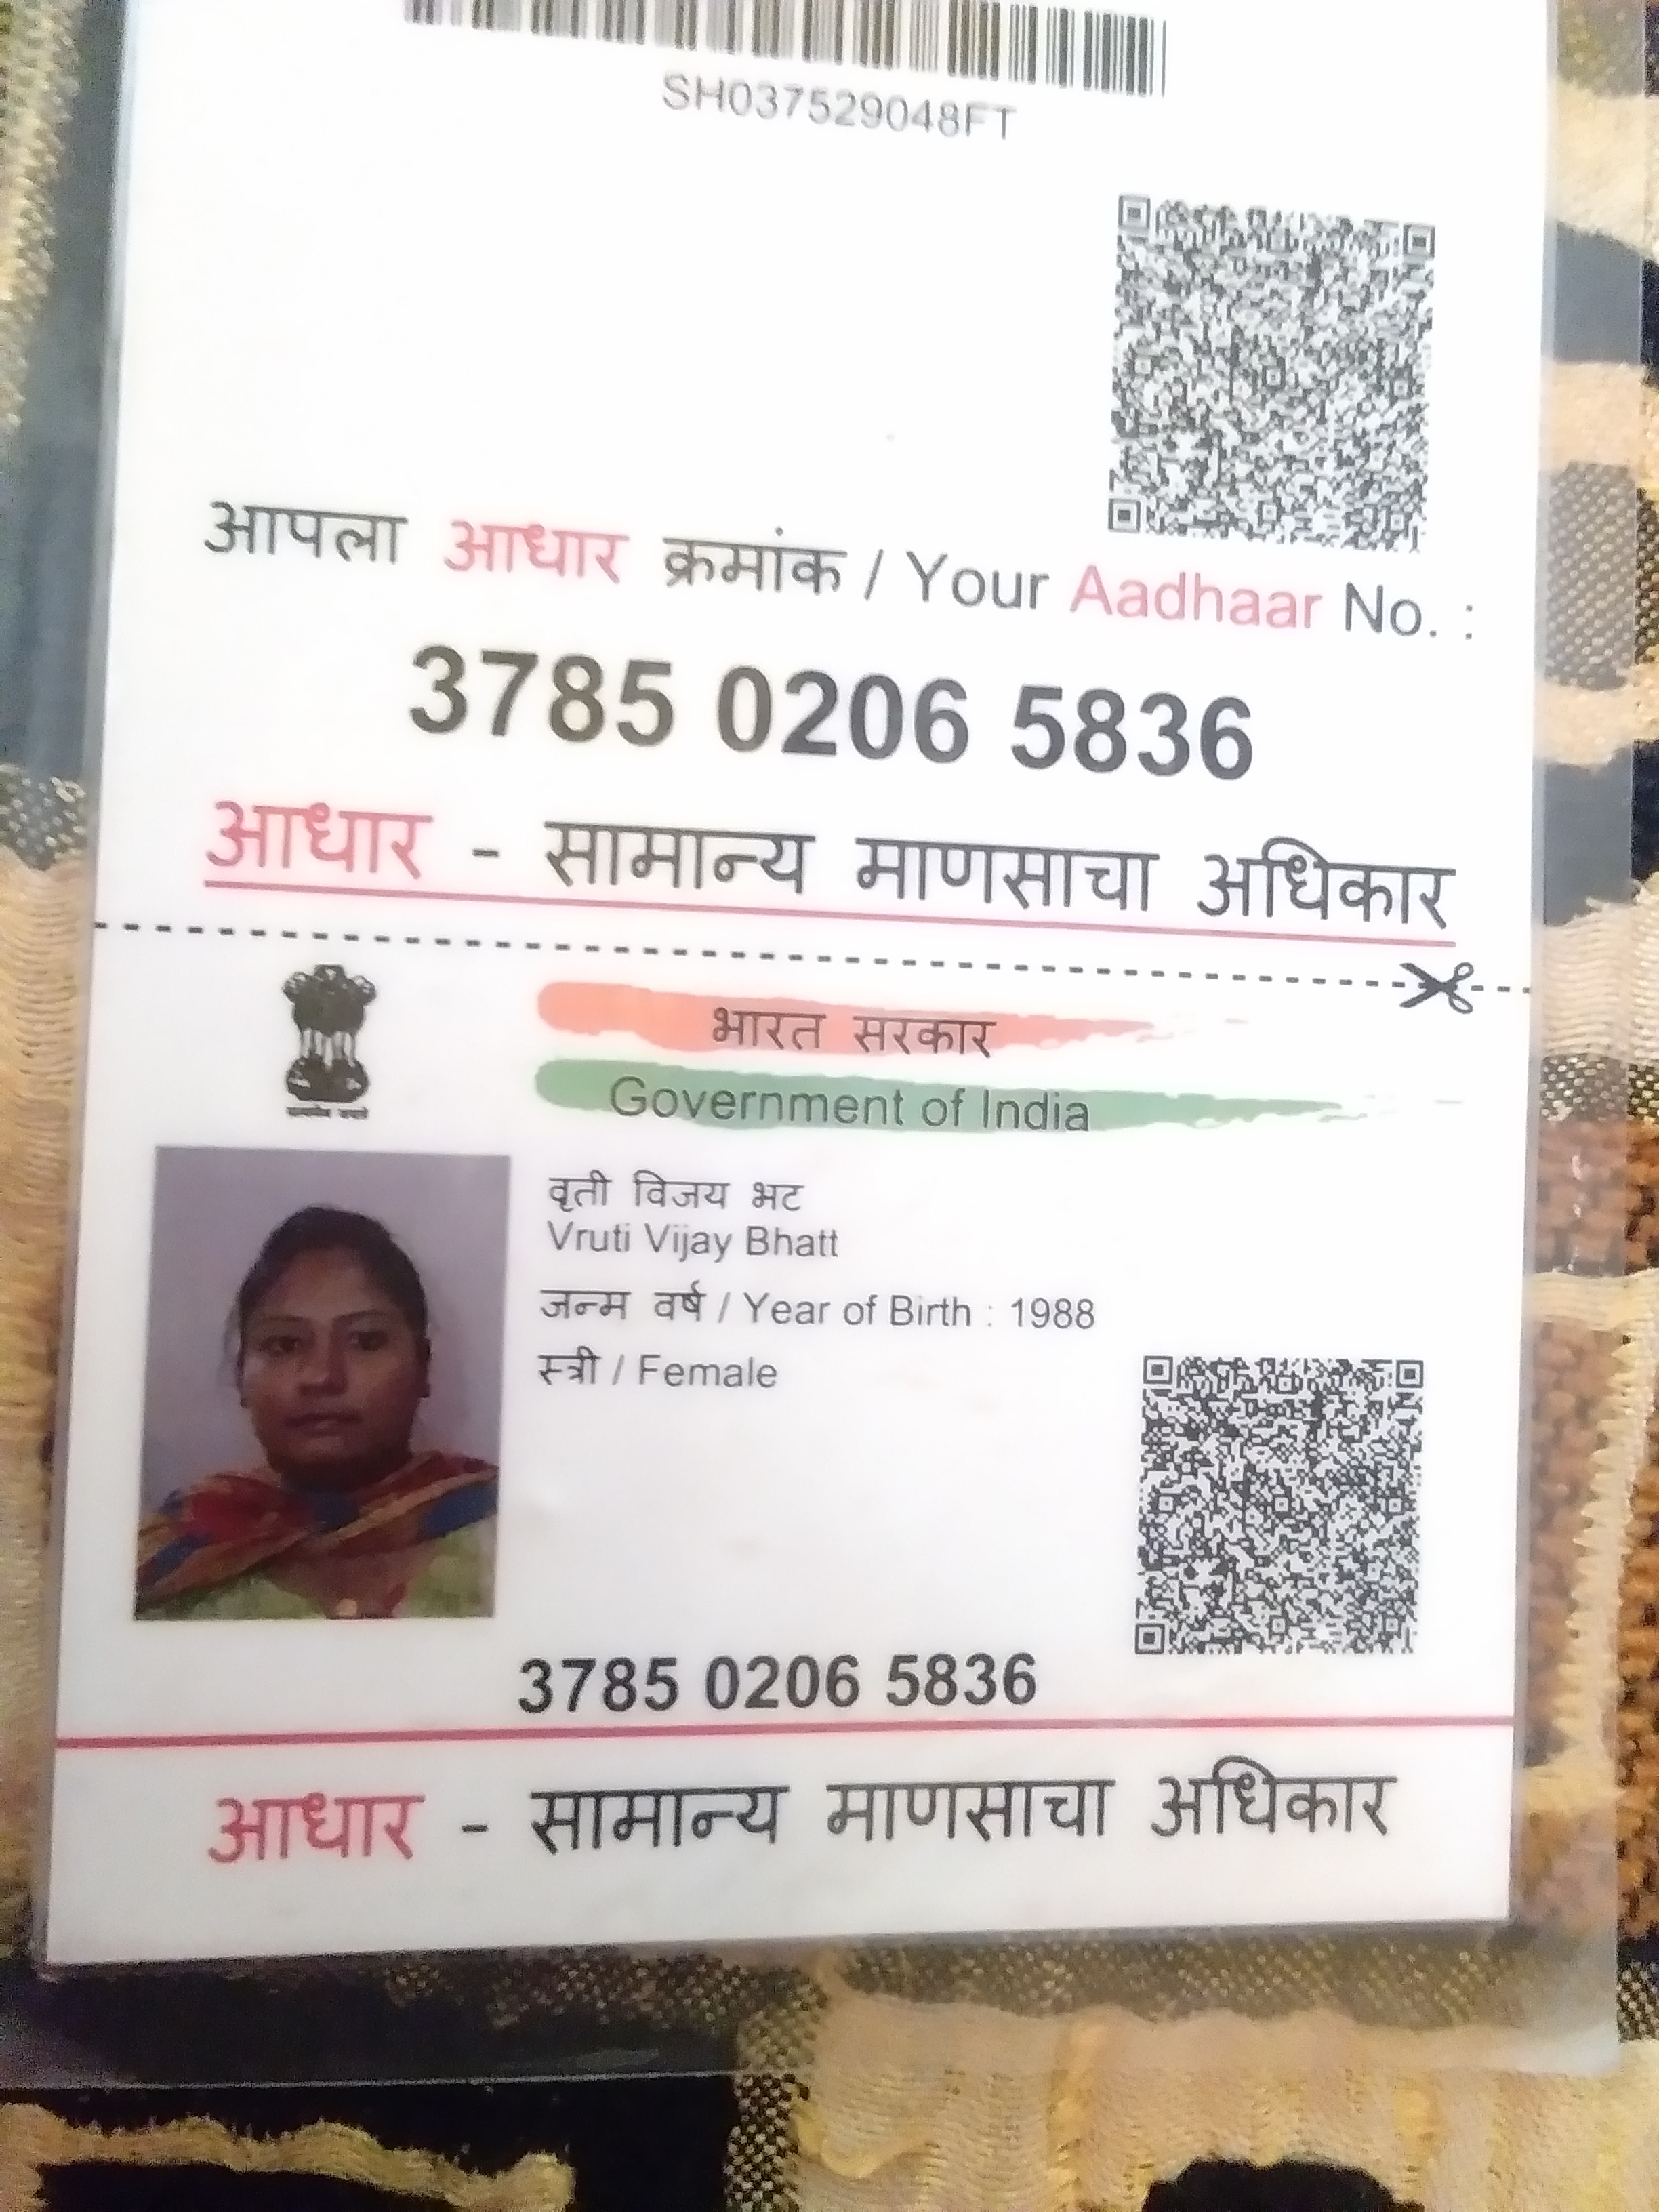 SH037529048FT
आपला आधार क्रमांक / Your Aadhaar No. :
3785 0206 5836
आधार - सामान्य माणसाचा अधिकार
भारत सरकार
Government of India
वृती विजय भट
Vruti Vijay Bhatt
जन्म वर्ष / Year of Birth : 1988
स्त्री / Female
3785 0206 5836
आधार - सामान्य माणसाचा अधिकार